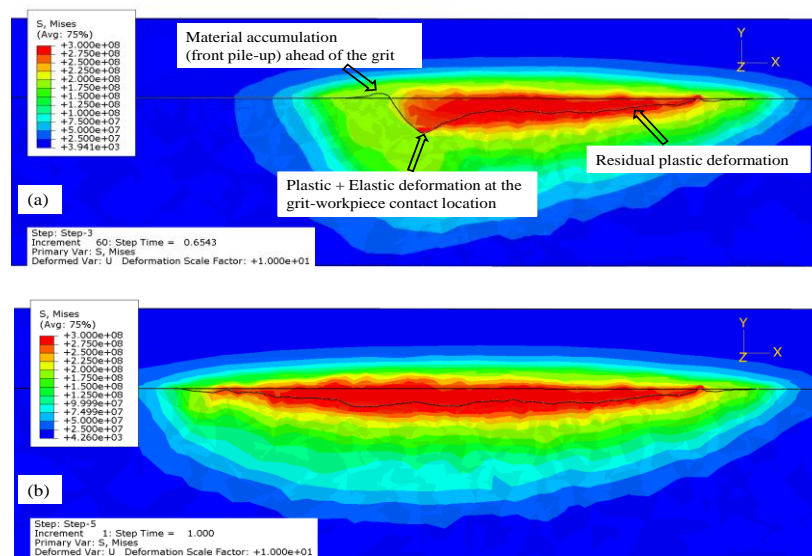 S, Mises
(Avg: 75%)
+3.000e+08
+2.750e+08
+2.500e+08
+2.250e+08
+2.000e+08
+1.750e+08
+1.500e+08
+1.250e+08
+1.000e+08
+7.500e+07
+5.000e+07
+2.500e+07
+3.941e+03
Material accumulation
(front pile-up) ahead of the grit
Y
Z X
Residual plastic deformation
Plastic + Elastic deformation at the
grit-workpiece contact location
(a)
Step: Step-3
Increment 60: Step Time = 0.6543
Primary Var: S, Mises
Deformed Var: U Deformation Scale Factor: +1.000e+01
S, Mises
(Avg: 75%)
+3.000e+08
+2.750e+08
+2.500e+08
+2.250e+08
+2.000e+08
+1.750e+08
+1.500e+08
+1.250e+08
+9.999e+07
+7.499e+07
+5.000e+07
+2.500e+07
+4.260e+03
Y
Z X
(b)
Step: Step-5
Increment 1: Step Time = 1.000
Primary Var: S, Mises
Deformed Var: U Deformation Scale Factor: +1.000e+01